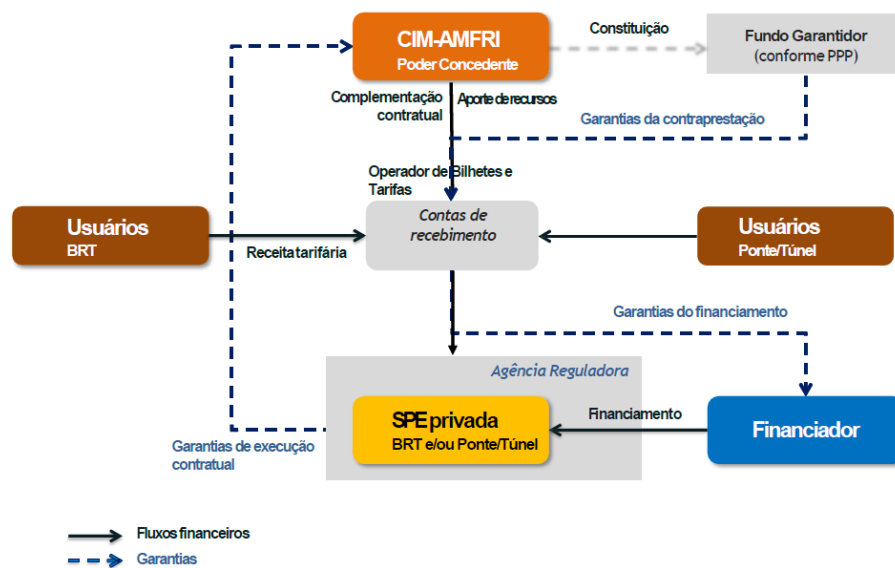 CIM-AMFRI
Poder Concedente
Constituição
Fundo Garantidor
(conforme PPP)
Complementação
contratual
Aporte de recursos
Garantias da contraprestação
Operador de Bilhetes e
Tarifas
Contas de
recebimento
Usuários
BRT
Receita tarifária
Usuários
Ponte/Túnel
Garantias do financiamento
Agência Reguladora
SPE privada
BRT e/ou Ponte/Túnel
Financiamento
Financiador
Garantias de execução
contratual
Fluxos financeiros
Garantias